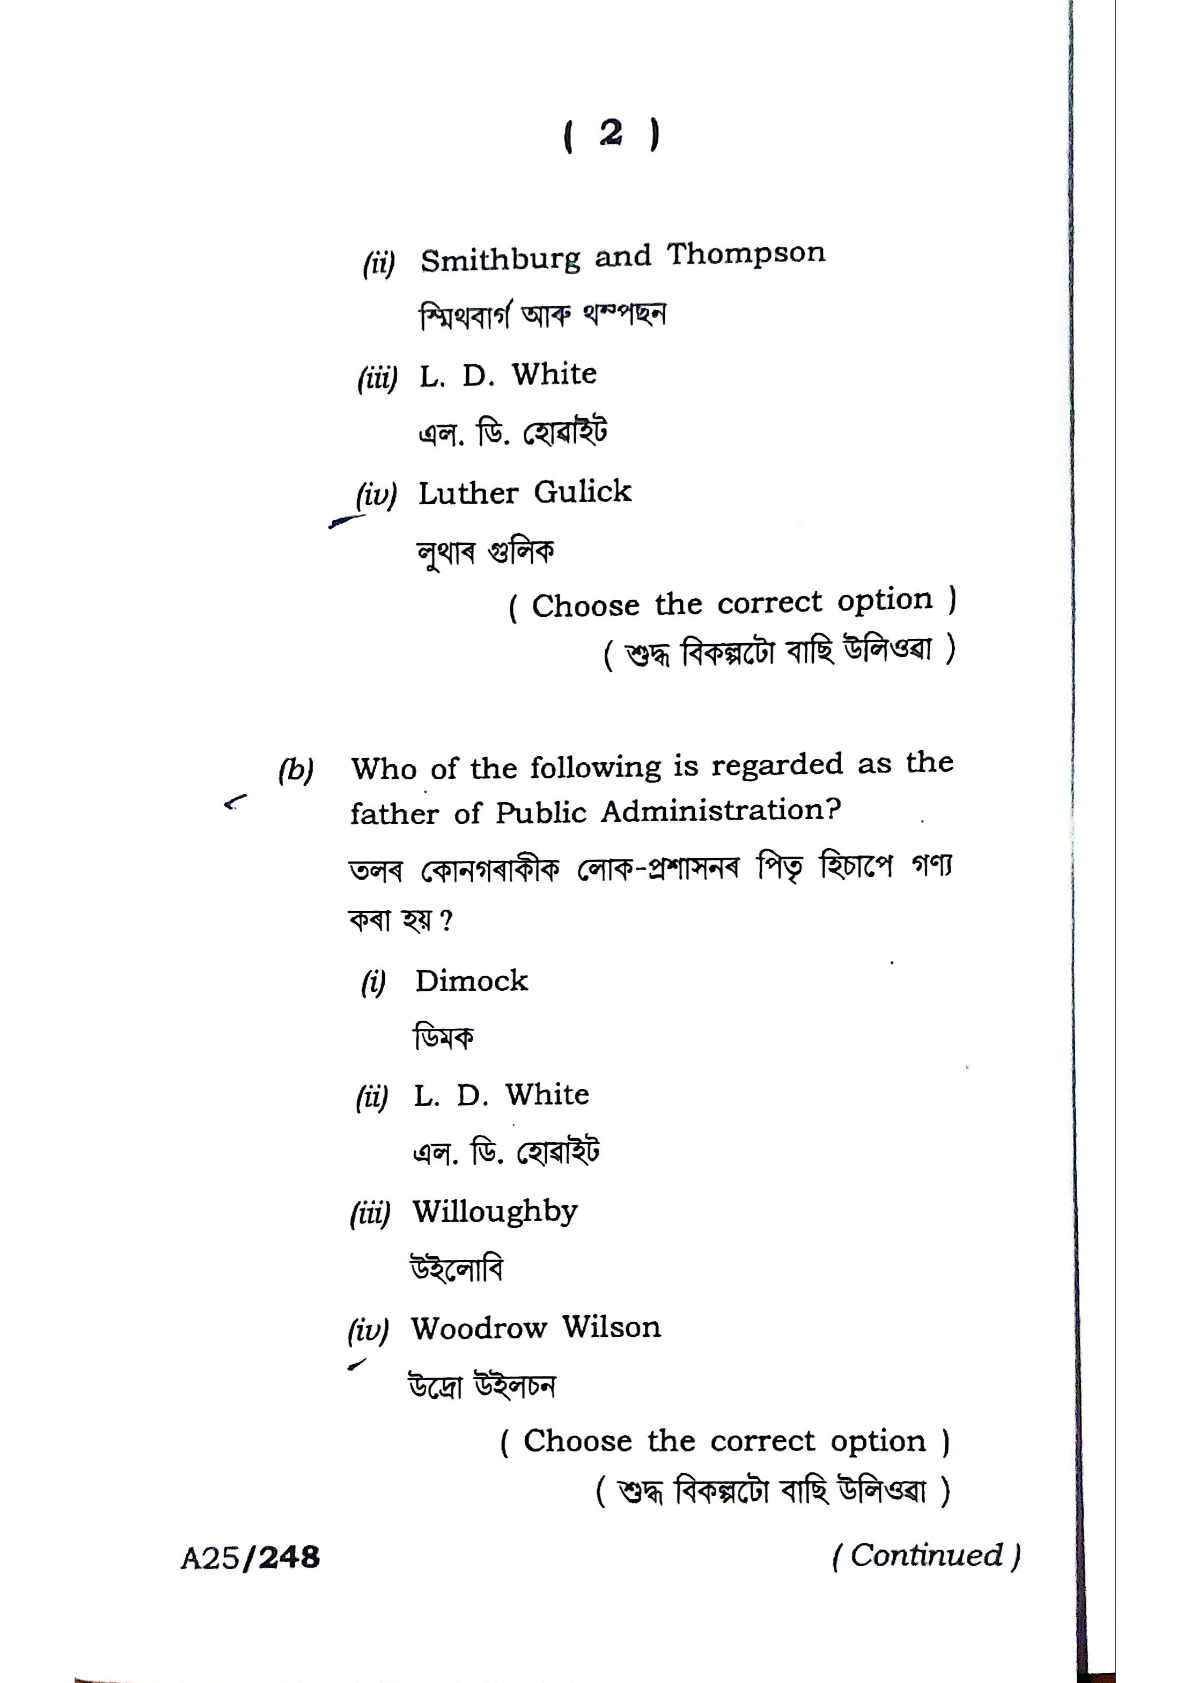 ( 2 )
(ii) Smithburg and Thompson
স্মিথবাৰ্গ আৰু থম্পছন
(iii) L. D. White
এল. ডি. হোৱাইট
(iv) Luther Gulick
লুথাৰ গুলিক
( Choose the correct option )
( শুদ্ধ বিকল্পটো বাছি উলিওৱা )
(b) Who of the following is regarded as the
father of Public Administration?
তলৰ কোনগৰাকীক লোক-প্ৰশাসনৰ পিতৃ হিচাপে গণ্য
কৰা হয় ?
(i) Dimock
ডিমক
(ii) L. D. White
এল. ডি. হোৱাইট
(iii) Willoughby
উইলোবি
(iv) Woodrow Wilson
উদ্ৰো উইলচন
( Choose the correct option )
( শুদ্ধ বিকল্পটো বাছি উলিওৱা )
A25/248 ( Continued )